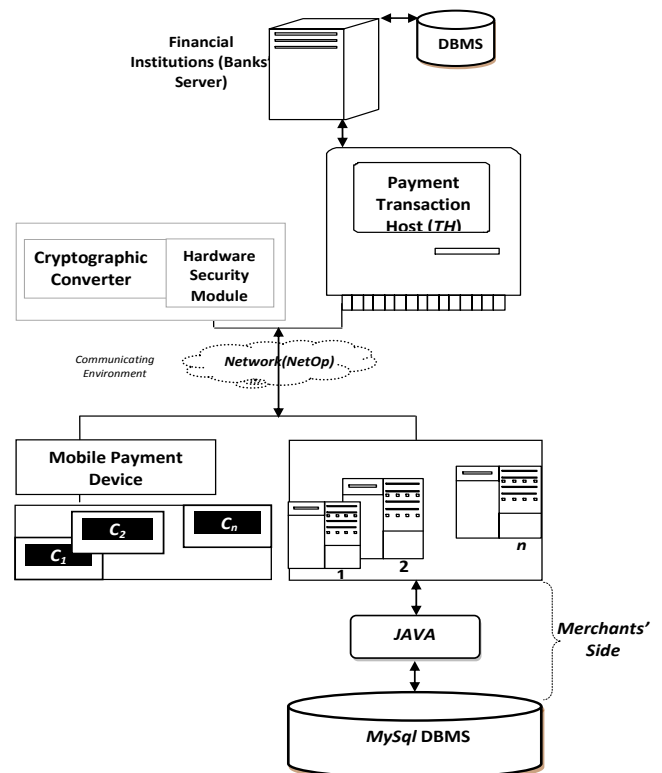 Financial
Institutions (Banks'
Server)
DBMS
Payment
Transaction
Host (TH)
Cryptographic
Converter
Hardware
Security
Module
Communicating
Environment
Network(NetOp)
Mobile Payment
Device
C1
C2
Cn
1
2
n
JAVA
Merchants'
Side
MySql DBMS